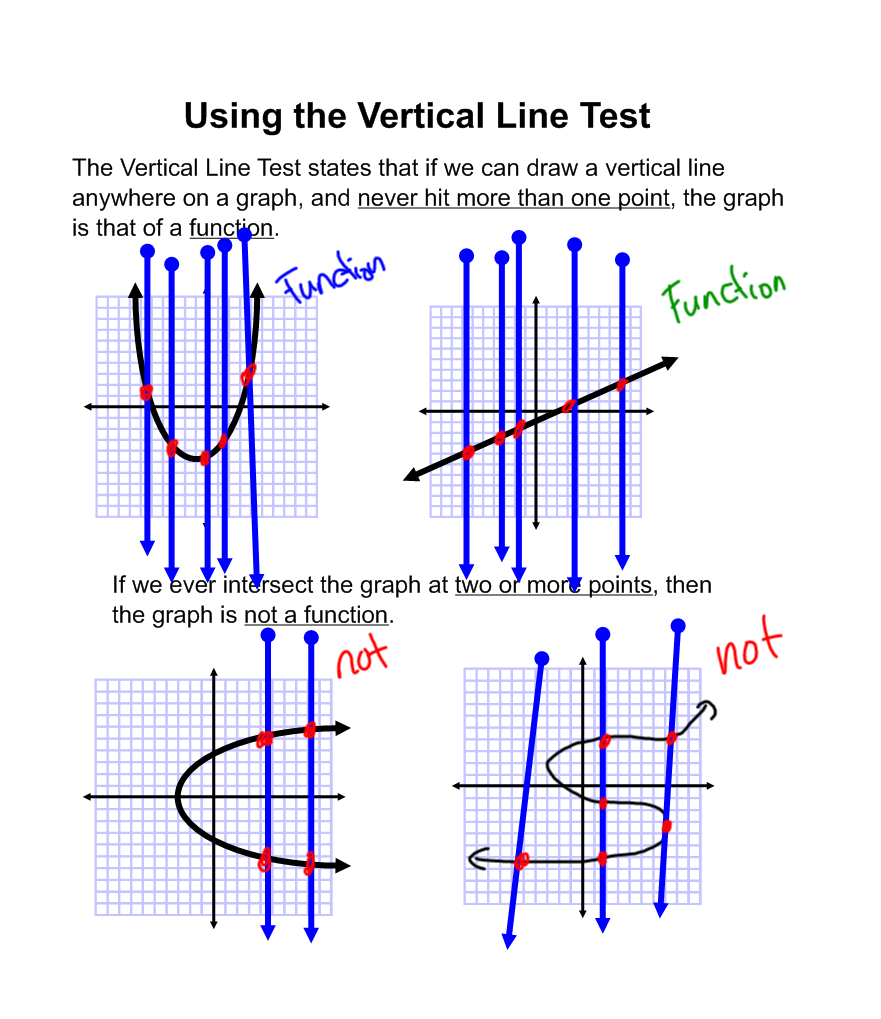 Using the Vertical Line Test
The Vertical Line Test states that if we can draw a vertical line
anywhere on a graph, and never hit more than one point, the graph
is that of a function.
Function
Function
If we ever intersect the graph at two or more points, then
the graph is not a function.
not
not